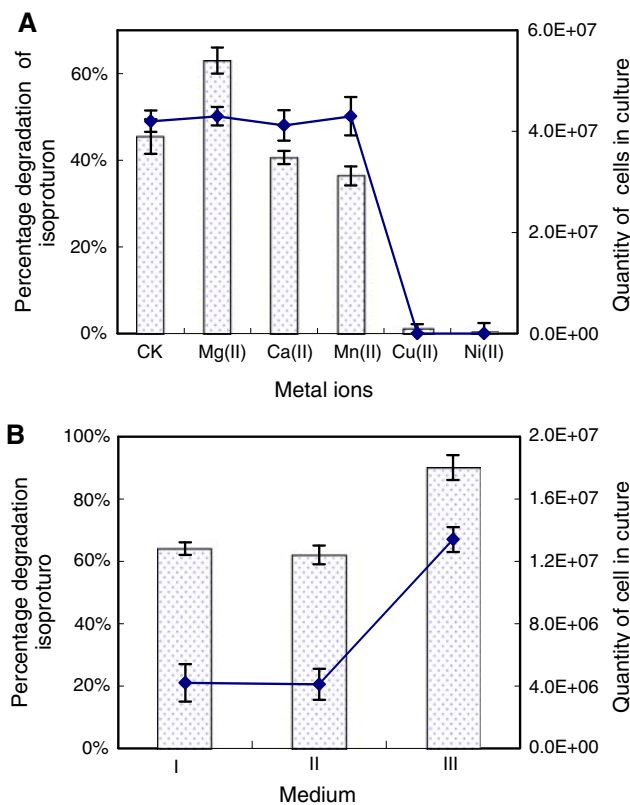 A
Percentage degradation of
isoproturon
60%
40%
20%
0%
6.0E+07
4.0E+07
2.0E+07
0.0E+00
Quantity of cells in culture
CK Mg(II) Ca(II) Mn(II) Cu(II) Ni(II)
Metal ions
B
Percentage degradation
isoproturo
100%
80%
60%
40%
20%
0%
2.0E+07
1.6E+07
1.2E+07
8.0E+06
4.0E+06
0.0E+00
Quantity of cell in cuture
I II III
Medium